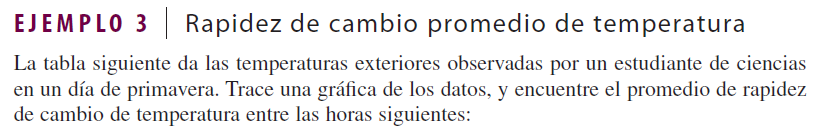 EJEMPLO 3 | Rapidez de cambio promedio de temperatura
La tabla siguiente da las temperaturas exteriores observadas por un estudiante de ciencias
en un día de primavera. Trace una gráfica de los datos, y encuentre el promedio de rapidez
de cambio de temperatura entre las horas siguientes: